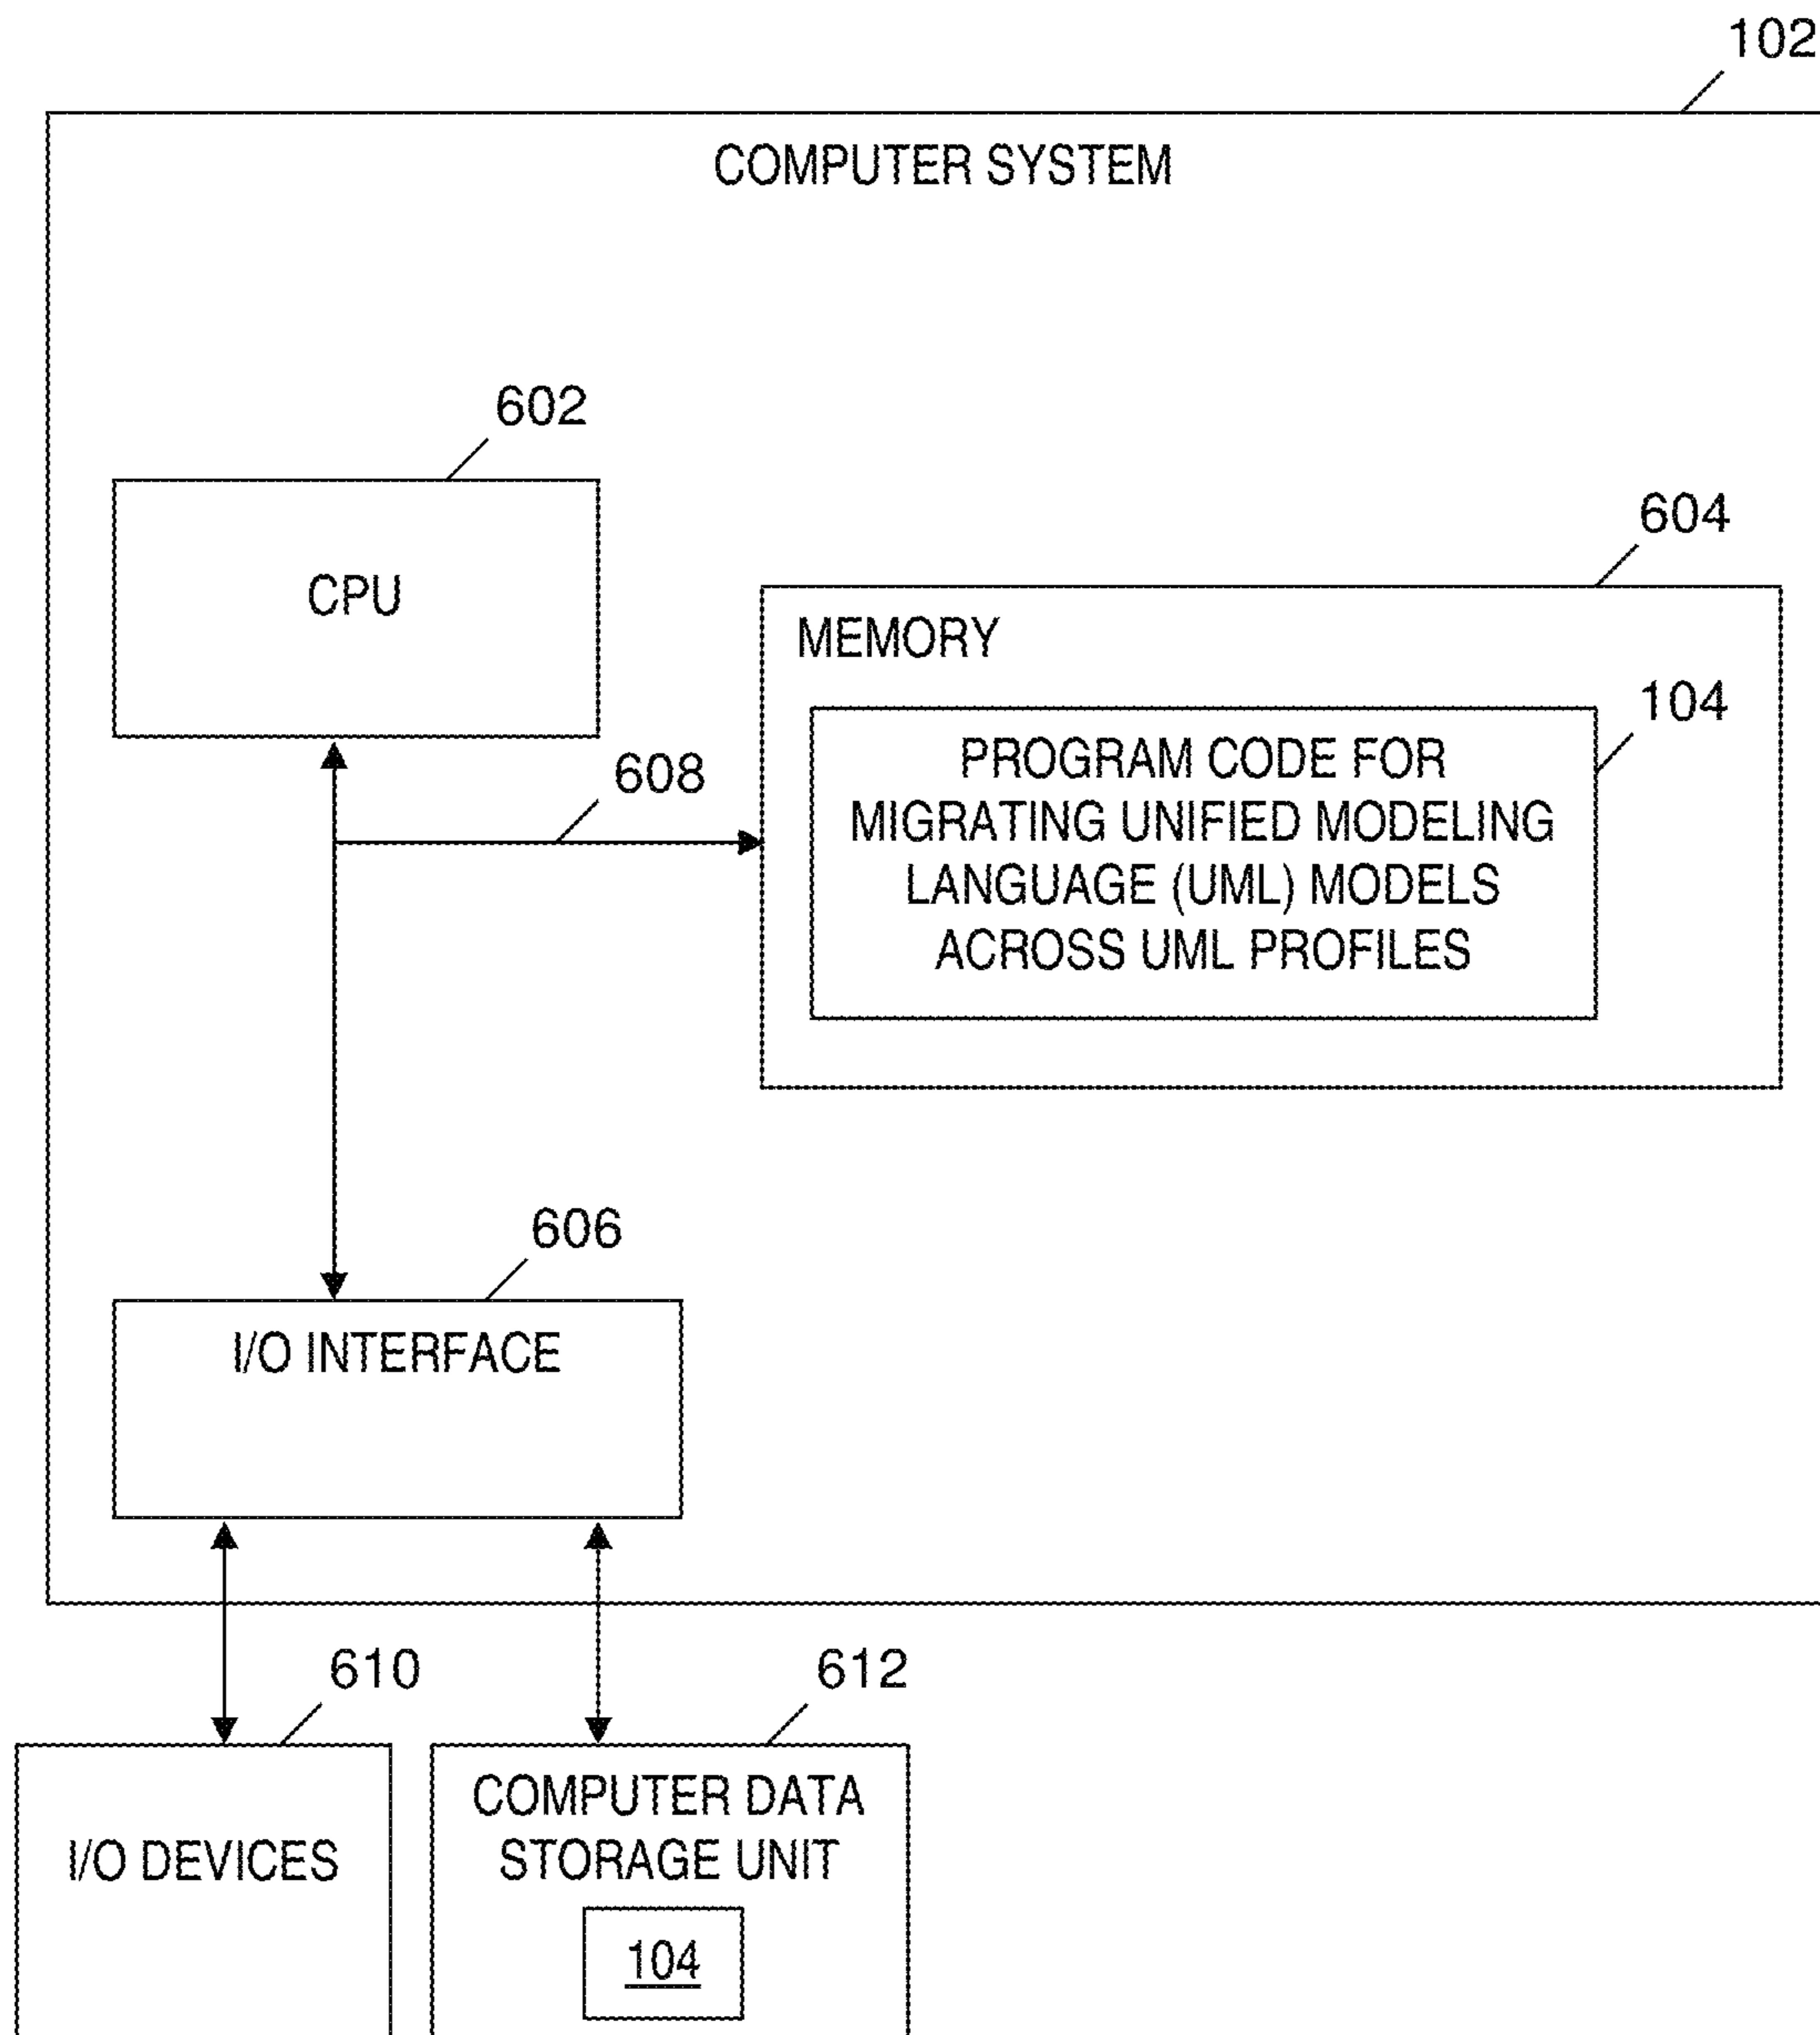 102
COMPUTER SYSTEM
602
CPU
604
MEMORY
104
PROGRAM CODE FOR
MIGRATING UNIFIED MODELING
LANGUAGE (UML) MODELS
ACROSS UML PROFILES
608
606
I/O INTERFACE
610
I/O DEVICES
612
COMPUTER DATA
STORAGE UNIT
104